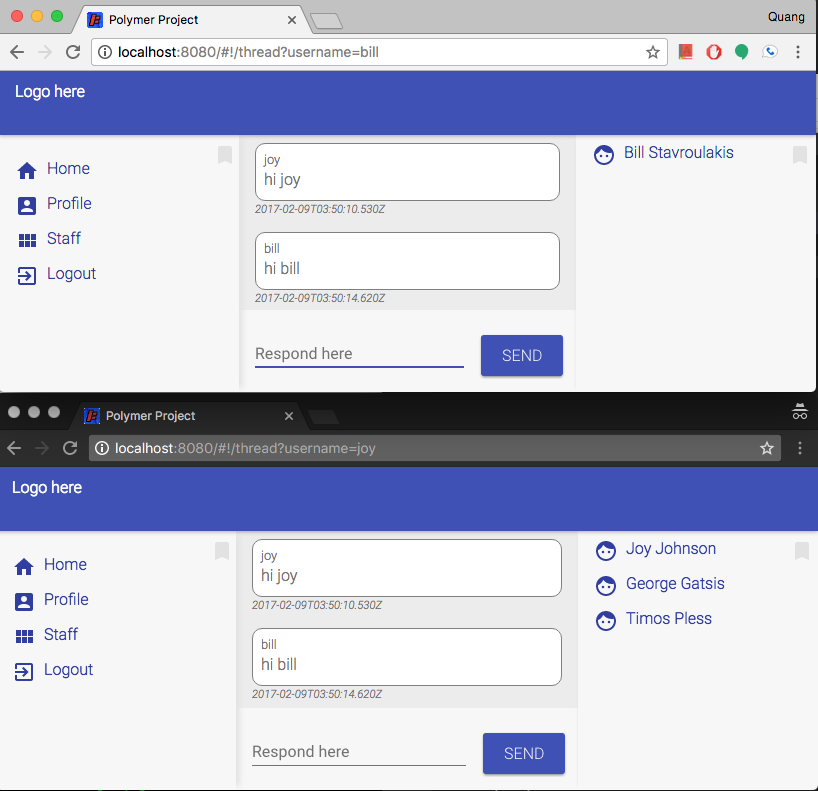 Polymer Project
Quang
localhost:8080/#!/thread?username=bill
Logo here
Home
Profile
Staff
Logout
joy
hi joy
2017-02-09T03:50:10.530Z
bill
hi bill
2017-02-09T03:50:14.620Z
Respond here
SEND
Bill Stavroulakis
Polymer Project
localhost:8080/#!/thread?username=joy
Logo here
Home
Profile
Staff
Logout
joy
hi joy
2017-02-09T03:50:10.530Z
bill
hi bill
2017-02-09T03:50:14.620Z
Respond here
SEND
Joy Johnson
George Gatsis
Timos Pless